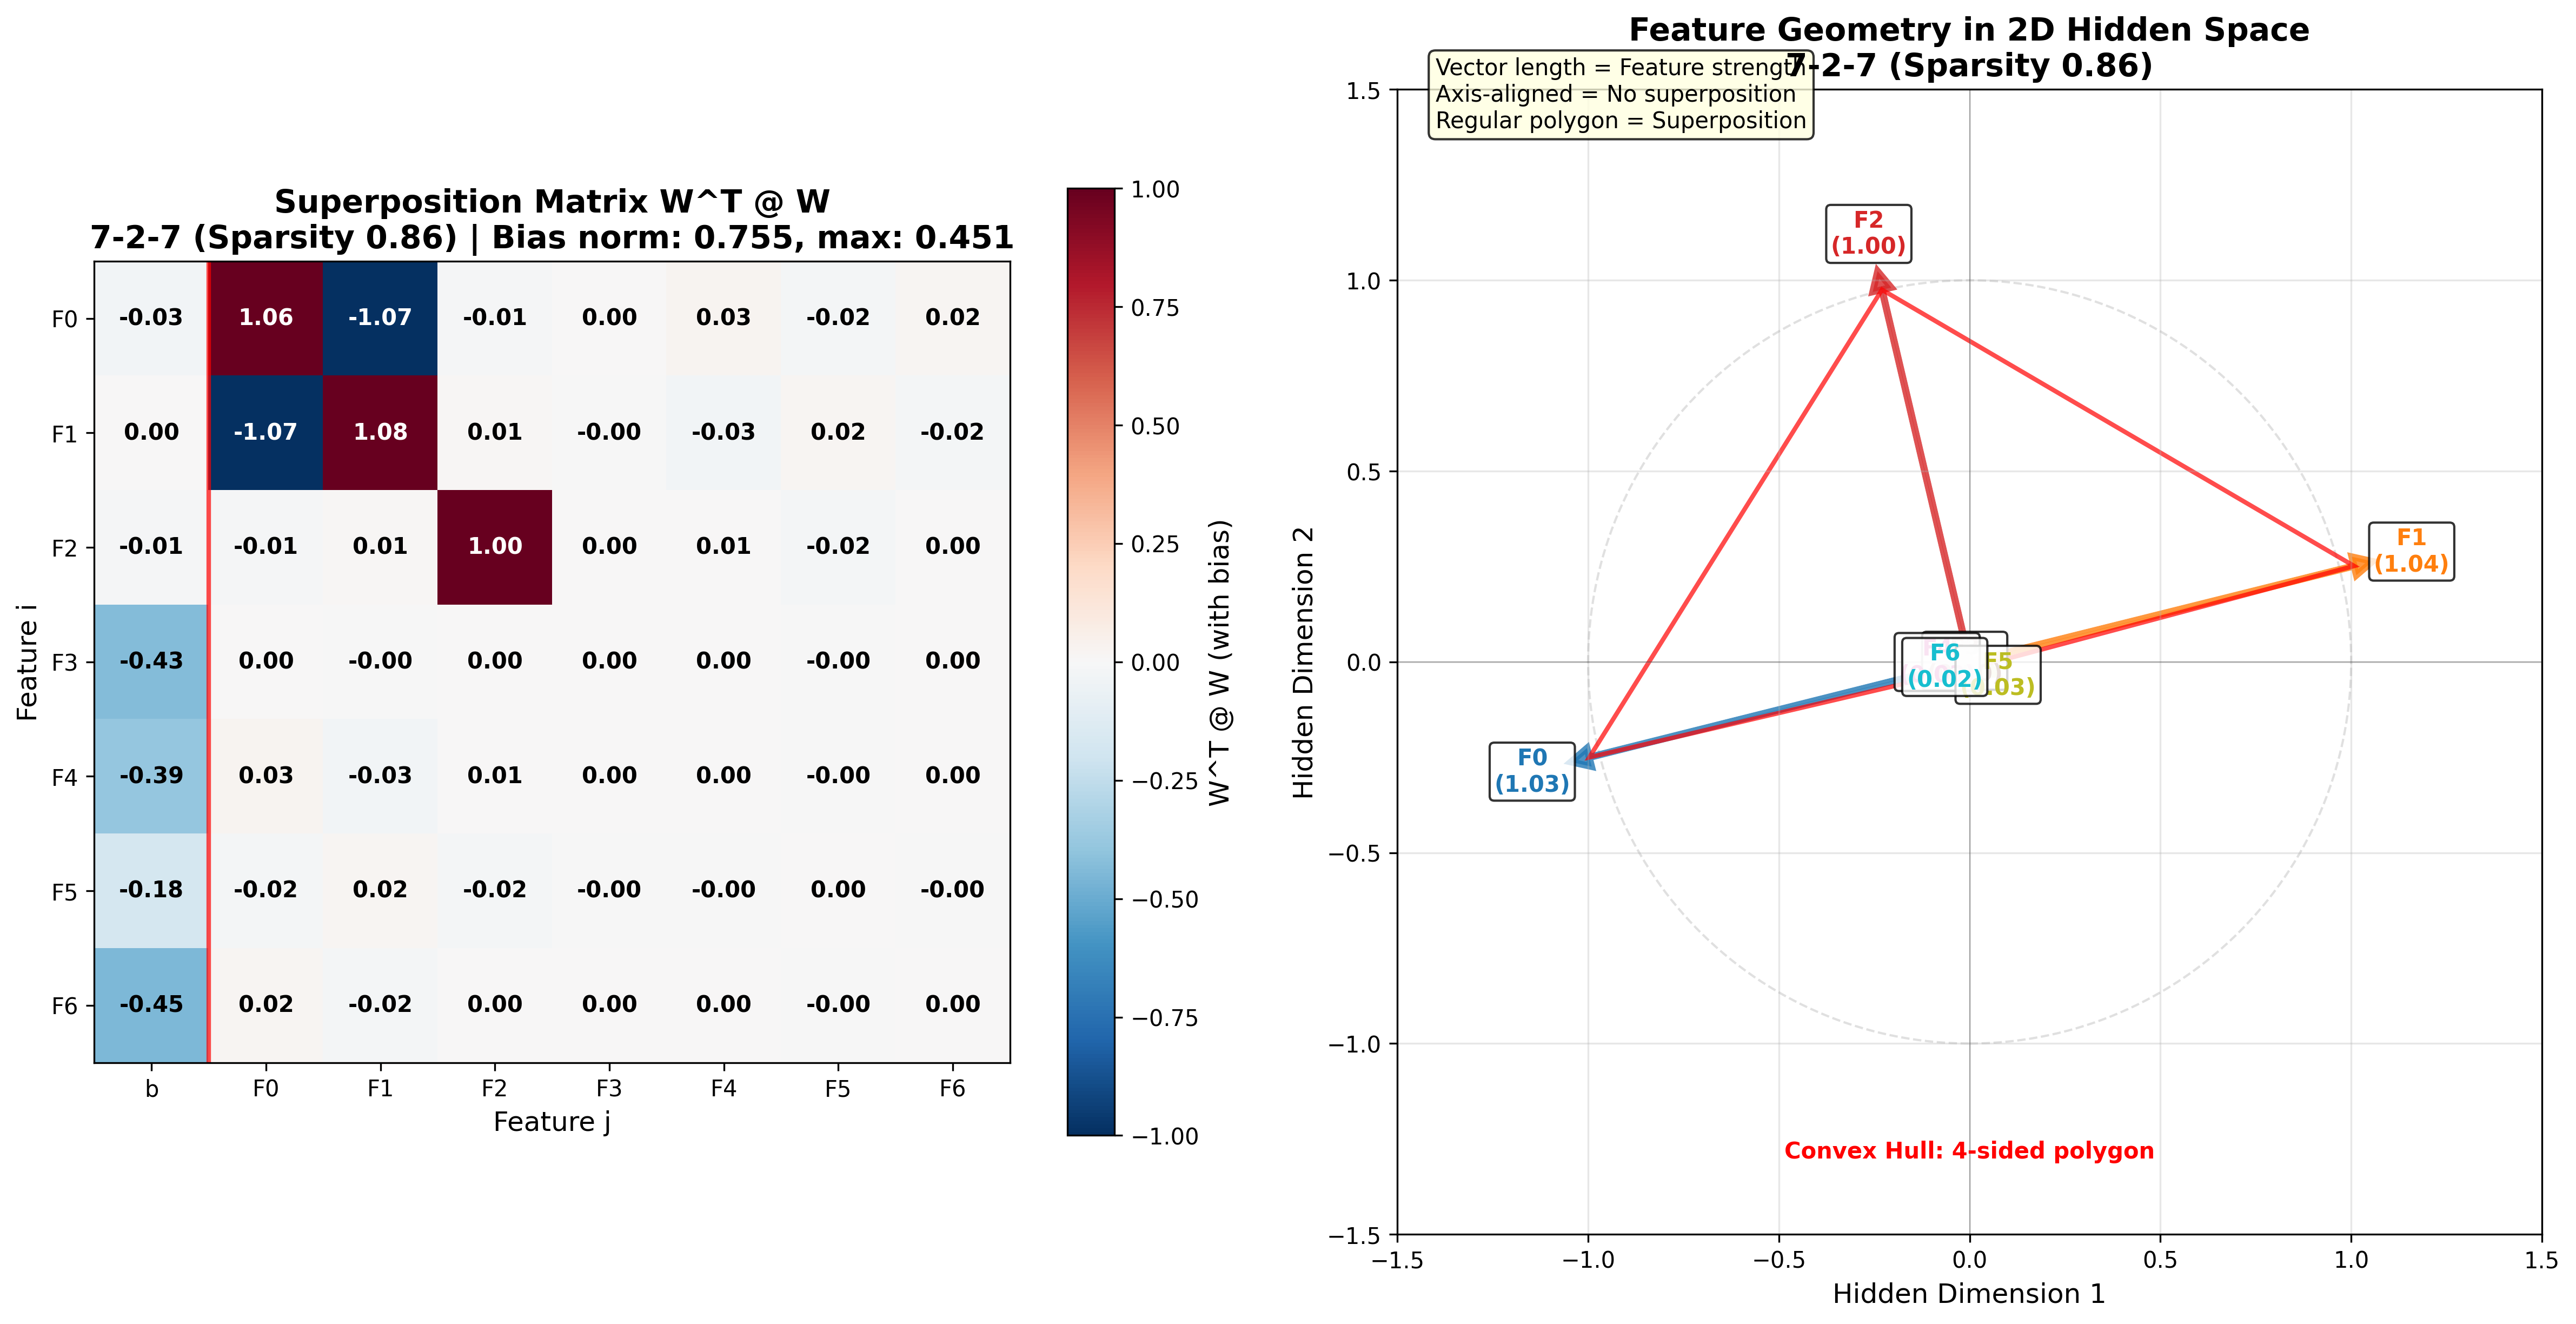 Superposition Matrix W^T @ W
7-2-7 (Sparsity 0.86) | Bias norm: 0.755, max: 0.451
Feature i
F0 -0.03 1.06 -1.07 -0.01 0.00 0.03 -0.02 0.02
F1 0.00 -1.07 1.08 0.01 -0.00 -0.03 0.02 -0.02
F2 -0.01 -0.01 0.01 1.00 0.00 0.01 -0.02 0.00
F3 -0.43 0.00 -0.00 0.00 0.00 0.00 -0.00 0.00
F4 -0.39 0.03 -0.03 0.01 0.00 0.00 -0.00 0.00
F5 -0.18 -0.02 0.02 -0.02 -0.00 -0.00 0.00 -0.00
F6 -0.45 0.02 -0.02 0.00 0.00 0.00 -0.00 0.00
b F0 F1 F2 F3 F4 F5 F6
Feature j
1.00
0.75
0.50
0.25
0.00
−0.25
−0.50
−0.75
−1.00
W^T @ W (with bias)
Feature Geometry in 2D Hidden Space
7-2-7 (Sparsity 0.86)
Vector length = Feature strength
Axis-aligned = No superposition
Regular polygon = Superposition
Hidden Dimension 2
1.5
1.0
0.5
0.0
−0.5
−1.0
−1.5
F2
(1.00)
F1
(1.04)
F6
(0.02)
F5
.03)
F0
(1.03)
Convex Hull: 4-sided polygon
−1.5 −1.0 −0.5 0.0 0.5 1.0 1.5
Hidden Dimension 1